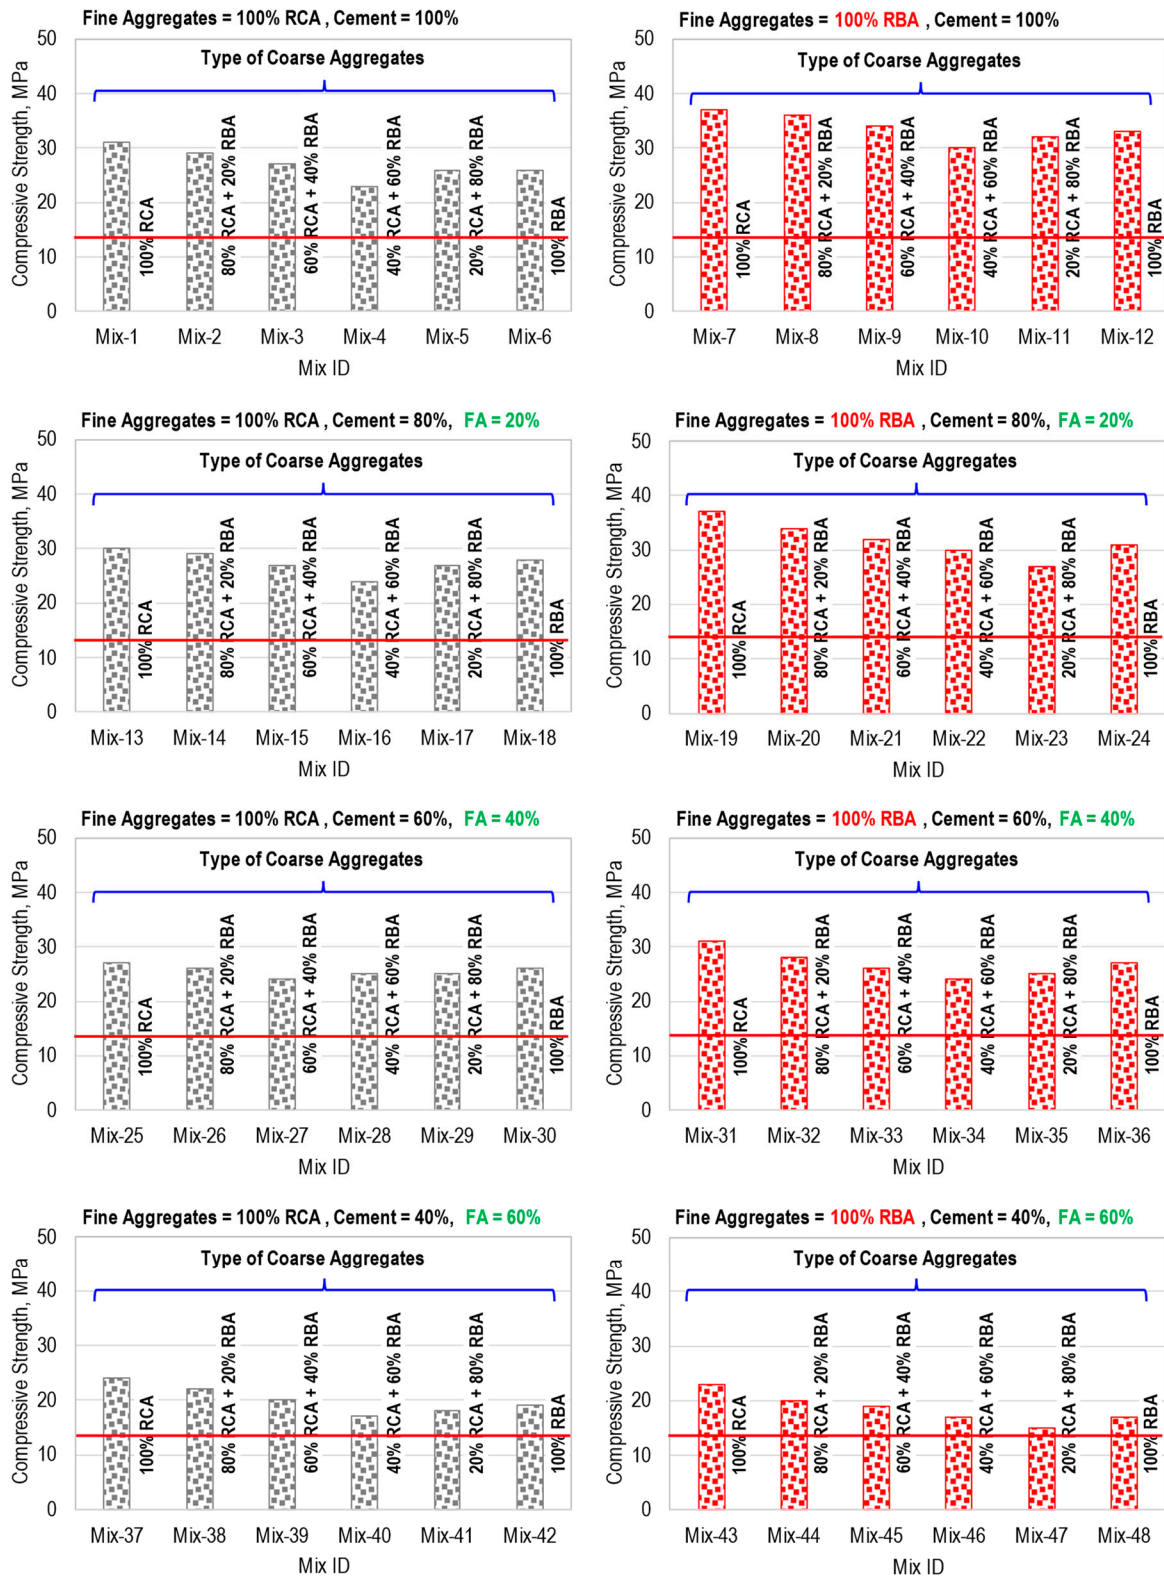 Fine Aggregates = 100% RCA , Cement = 100%
Type of Coarse Aggregates
Compressive Strength, MPa
50
40
30
20
10
0
100% RCA
80% RCA + 20% RBA
60% RCA + 40% RBA
40% RCA + 60% RBA
20% RCA + 80% RBA
100% RBA
Mix-1 Mix-2 Mix-3 Mix-4 Mix-5 Mix-6
Mix ID
Fine Aggregates = 100% RBA , Cement = 100%
Type of Coarse Aggregates
Compressive Strength, MPa
50
40
30
20
10
0
100% RCA
80% RCA + 20% RBA
60% RCA + 40% RBA
40% RCA + 60% RBA
20% RCA + 80% RBA
100% RBA
Mix-7 Mix-8 Mix-9 Mix-10 Mix-11 Mix-12
Mix ID
Fine Aggregates = 100% RCA , Cement = 80%, FA = 20%
Type of Coarse Aggregates
Compressive Strength, MPa
50
40
30
20
10
0
100% RCA
80% RCA + 20% RBA
60% RCA + 40% RBA
40% RCA + 60% RBA
20% RCA + 80% RBA
100% RBA
Mix-13 Mix-14 Mix-15 Mix-16 Mix-17 Mix-18
Mix ID
Fine Aggregates = 100% RBA , Cement = 80%, FA = 20%
Type of Coarse Aggregates
Compressive Strength, MPa
50
40
30
20
10
0
100% RCA
80% RCA + 20% RBA
60% RCA + 40% RBA
40% RCA + 60% RBA
20% RCA + 80% RBA
100% RBA
Mix-19 Mix-20 Mix-21 Mix-22 Mix-23 Mix-24
Mix ID
Fine Aggregates = 100% RCA , Cement = 60%, FA = 40%
Type of Coarse Aggregates
Compressive Strength, MPa
50
40
30
20
10
0
100% RCA
80% RCA + 20% RBA
60% RCA + 40% RBA
40% RCA + 60% RBA
20% RCA + 80% RBA
100% RBA
Mix-25 Mix-26 Mix-27 Mix-28 Mix-29 Mix-30
Mix ID
Fine Aggregates = 100% RBA , Cement = 60%, FA = 40%
Type of Coarse Aggregates
Compressive Strength, MPa
50
40
30
20
10
0
100% RCA
80% RCA + 20% RBA
60% RCA + 40% RBA
40% RCA + 60% RBA
20% RCA + 80% RBA
100% RBA
Mix-31 Mix-32 Mix-33 Mix-34 Mix-35 Mix-36
Mix ID
Fine Aggregates = 100% RCA , Cement = 40%, FA = 60%
Type of Coarse Aggregates
Compressive Strength, MPa
50
40
30
20
10
0
100% RCA
80% RCA + 20% RBA
60% RCA + 40% RBA
40% RCA + 60% RBA
20% RCA + 80% RBA
100% RBA
Mix-37 Mix-38 Mix-39 Mix-40 Mix-41 Mix-42
Mix ID
Fine Aggregates = 100% RBA , Cement = 40%, FA = 60%
Type of Coarse Aggregates
Compressive Strength, MPa
50
40
30
20
10
0
100% RCA
80% RCA + 20% RBA
60% RCA + 40% RBA
40% RCA + 60% RBA
20% RCA + 80% RBA
100% RBA
Mix-43 Mix-44 Mix-45 Mix-46 Mix-47 Mix-48
Mix ID